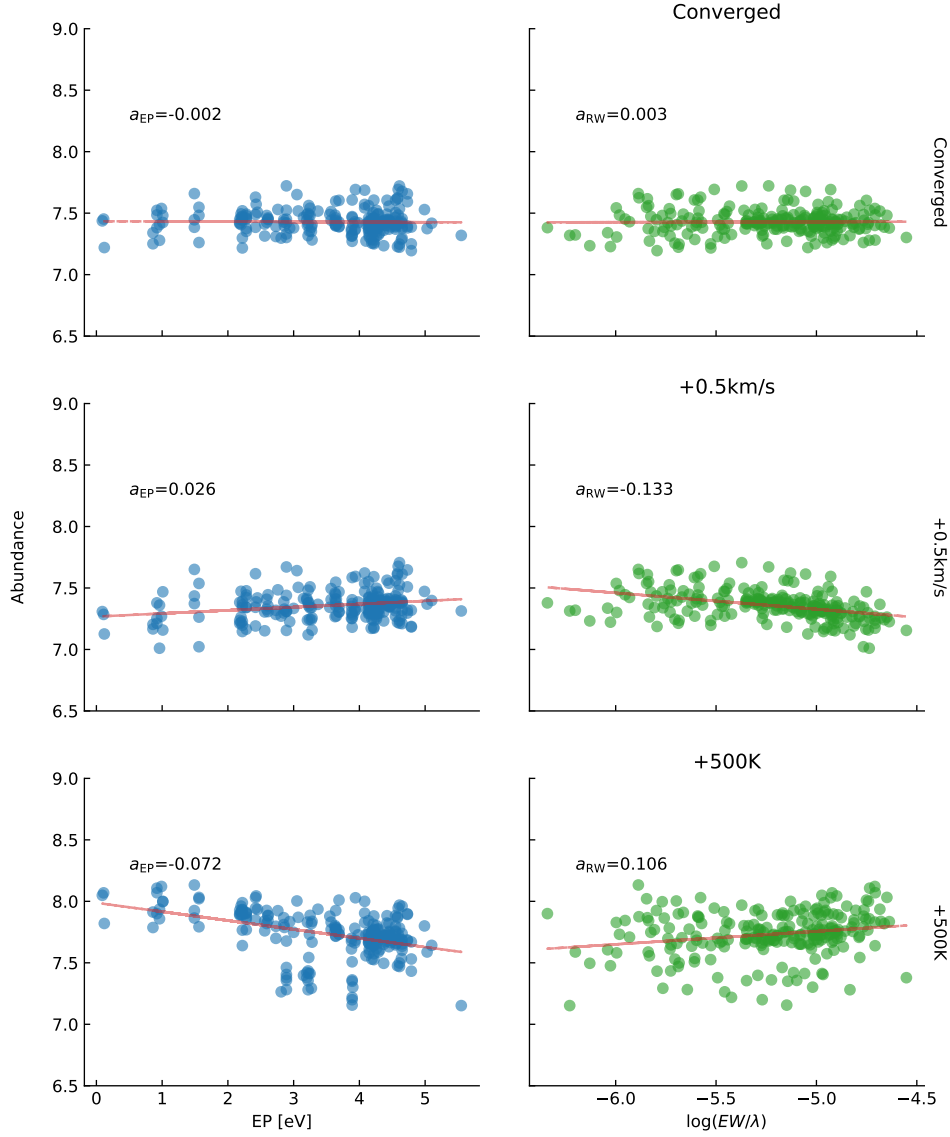 Converged
9.0
8.5
8.0
7.5
7.0
6.5
a_EP=-0.002
a_RW=0.003
Converged
+0.5km/s
9.0
8.5
8.0
7.5
7.0
6.5
a_EP=0.026
a_RW=-0.133
Abundance
+0.5km/s
+500K
9.0
8.5
8.0
7.5
7.0
6.5
a_EP=-0.072
a_RW=0.106
+500K
0 1 2 3 4 5
−6.0 −5.5 −5.0 −4.5
EP [eV]
log(EW/λ)